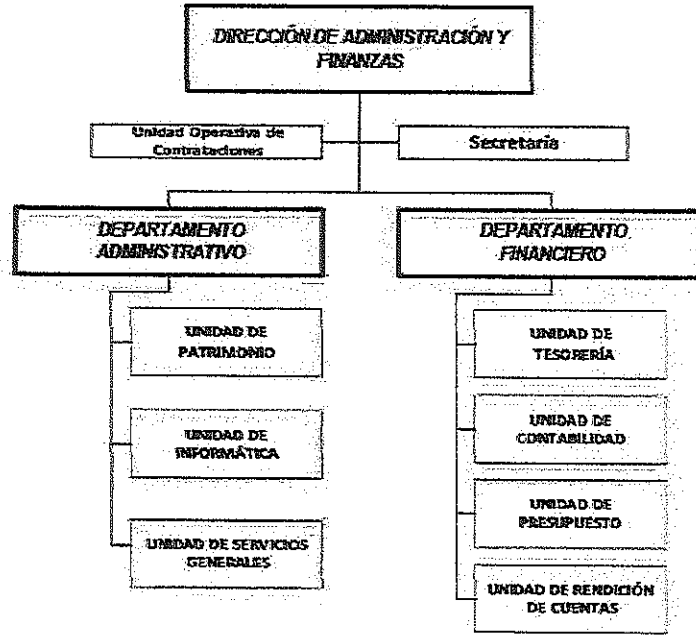 DIRECCIÓN DE ADMINISTRACIÓN Y
FINANZAS
Unidad Operativa de
Contrataciones
Secretaría
DEPARTAMENTO
ADMINISTRATIVO
DEPARTAMENTO
FINANCIERO
UNIDAD DE
PATRIMONIO
UNIDAD DE
INFORMÁTICA
UNIDAD DE SERVICIOS
GENERALES
UNIDAD DE
TESORERÍA
UNIDAD DE
CONTABILIDAD
UNIDAD DE
PRESUPUESTO
UNIDAD DE RENDICIÓN
DE CUENTAS